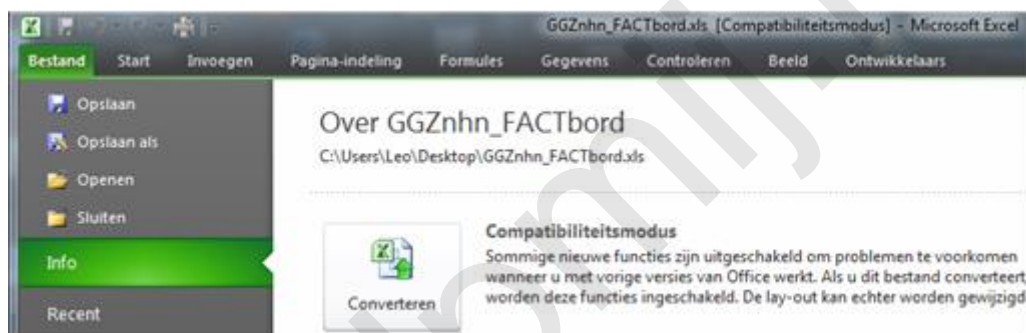 GGZnhn_FACTbord.xls [Compatibiliteitsmodus] - Microsoft Excel
Bestand Start Invoegen Pagina-indeling Formules Gegevens Controleren Beeld Ontwikkelaars
Opslaan
Opslaan als
Openen
Sluiten
Info
Recent
Over GGZnhn_FACTbord
C:\Users\Leo\Desktop\GGZnhn_FACTbord.xls
Converteren
Compatibiliteitsmodus
Sommige nieuwe functies zijn uitgeschakeld om problemen te voorkomen
wanneer u met vorige versies van Office werkt. Als u dit bestand converteert,
worden deze functies ingeschakeld. De lay-out kan echter worden gewijzigd